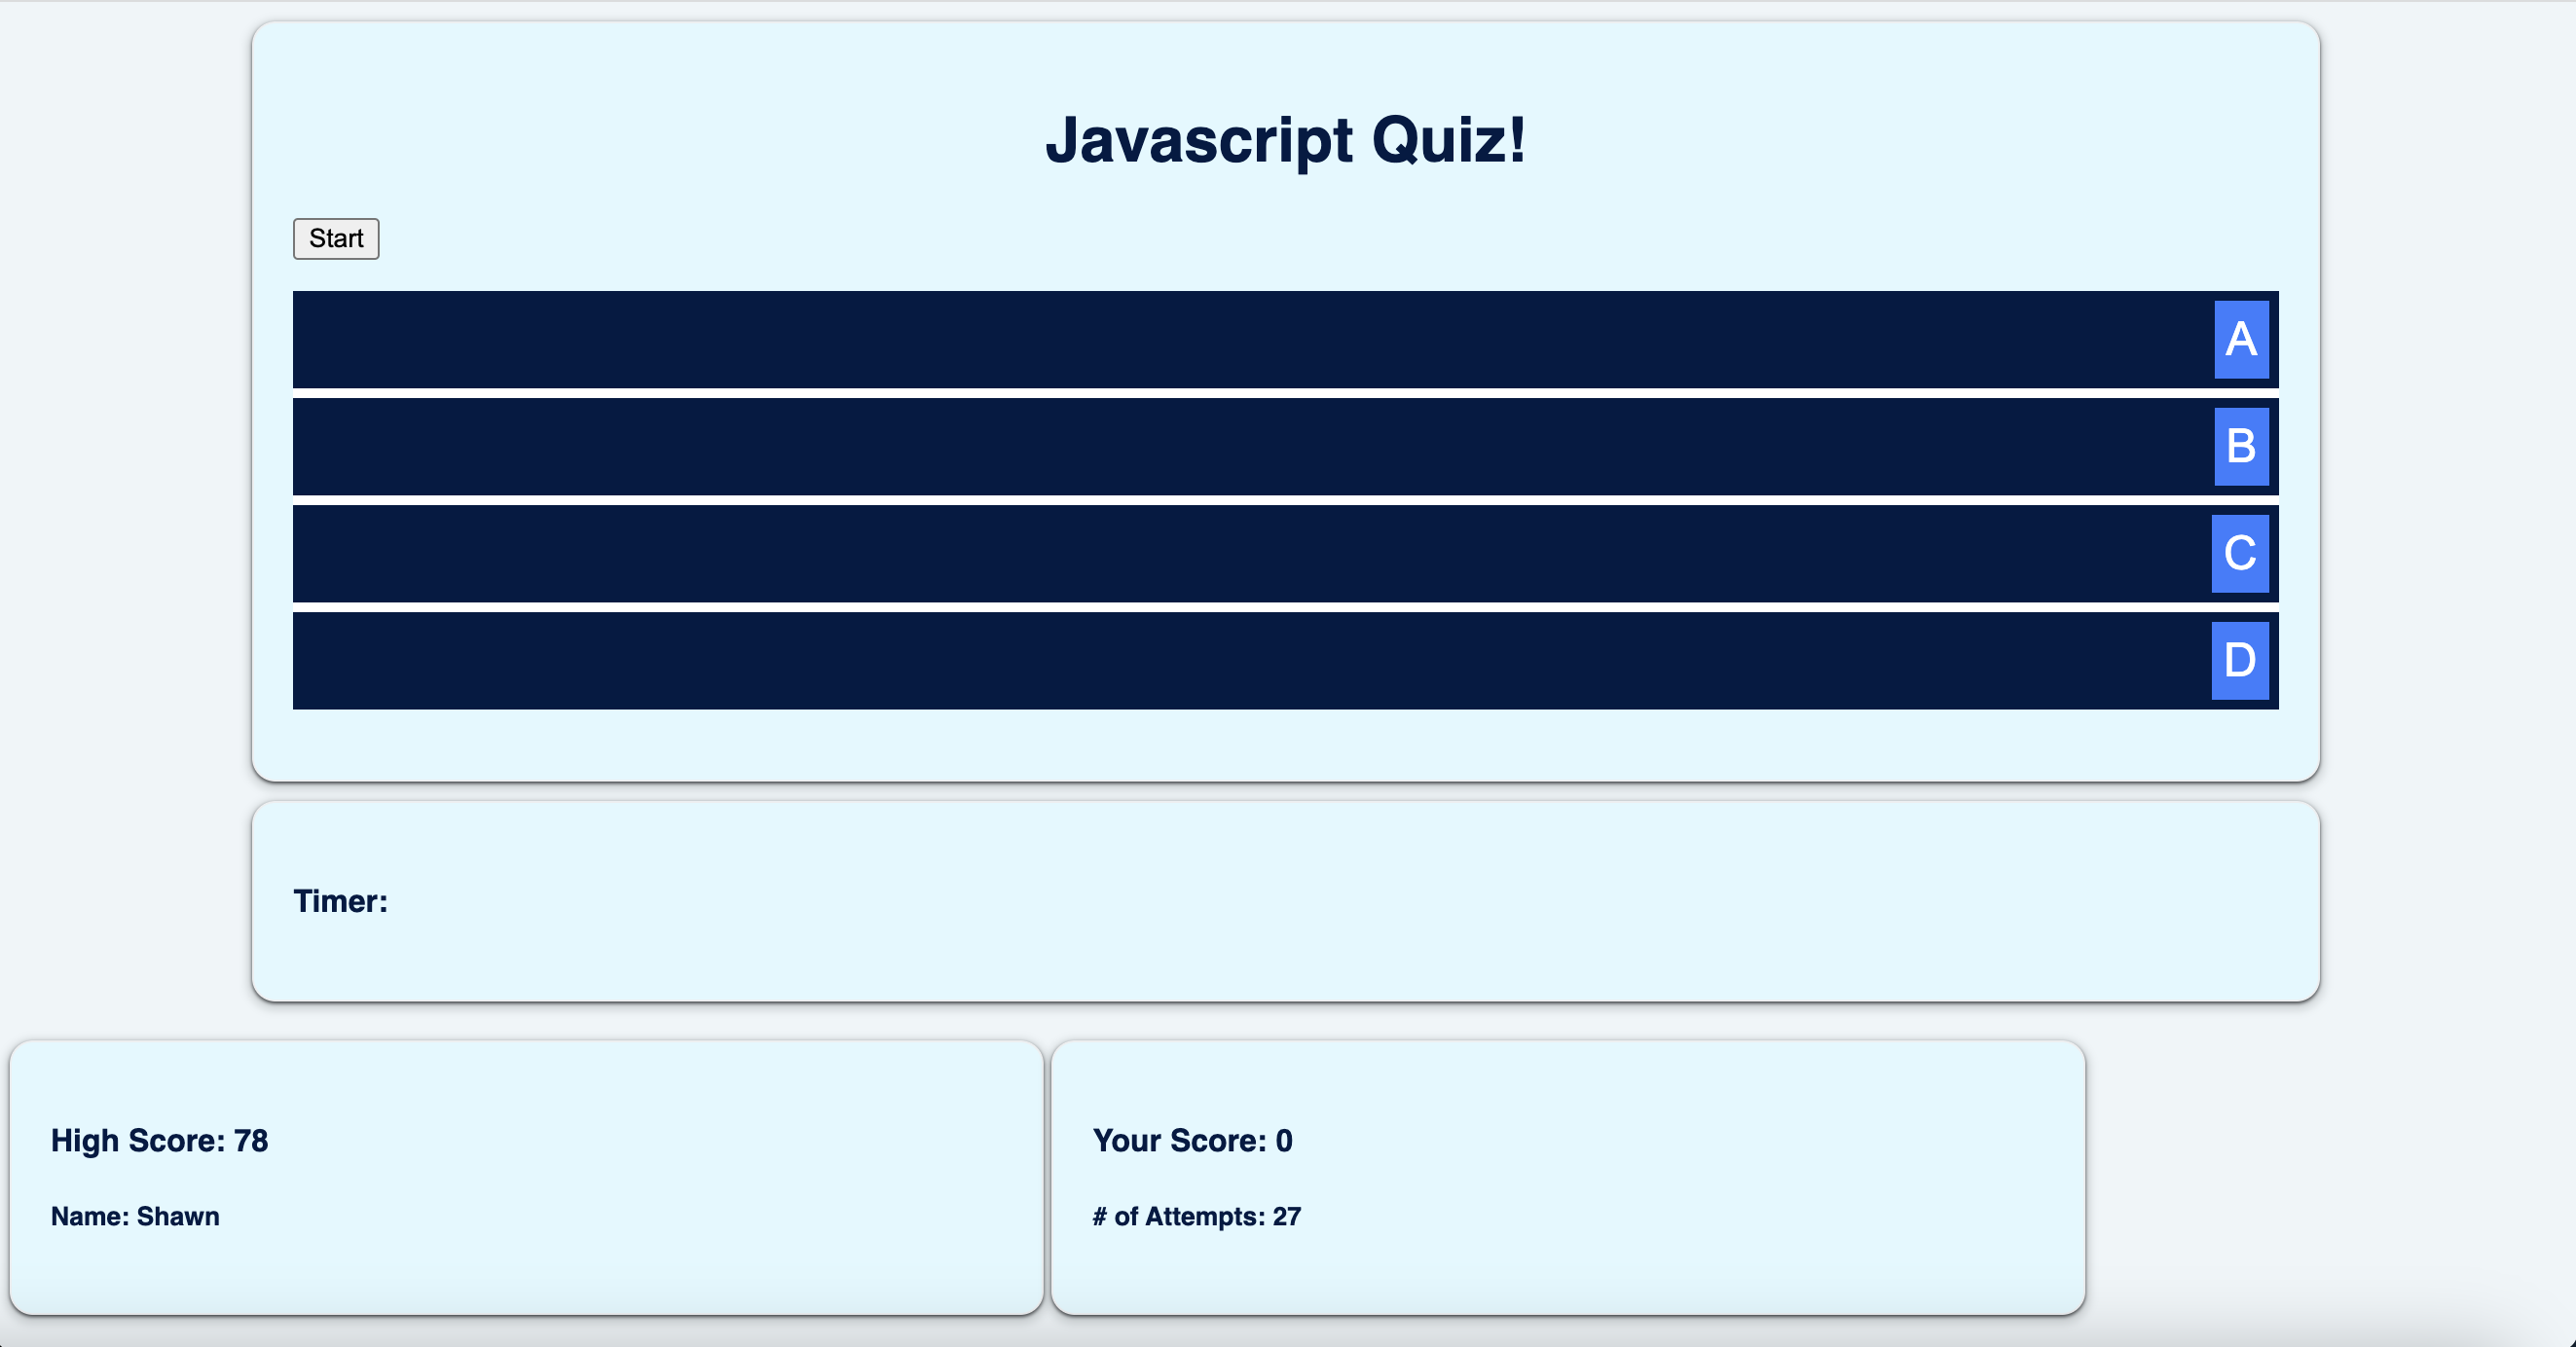 Javascript Quiz!
Start
A
B
C
D
Timer:
High Score: 78
Name: Shawn
Your Score: 0
# of Attempts: 27